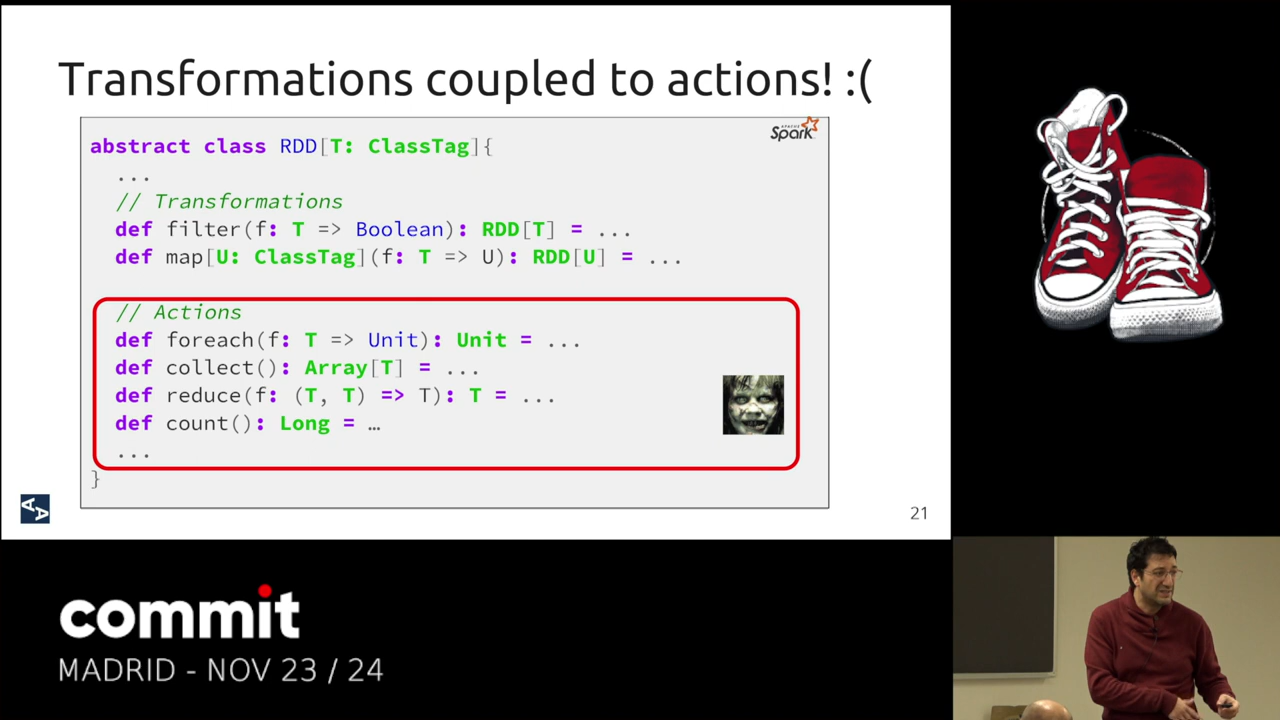 Transformations coupled to actions! :(
APACHE
Spark
abstract class RDD[T: ClassTag]{
...
// Transformations
def filter(f: T => Boolean): RDD[T] = ...
def map[U: ClassTag](f: T => U): RDD[U] = ...
// Actions
def foreach(f: T => Unit): Unit = ...
def collect(): Array[T] = ...
def reduce(f: (T, T) => T): T = ...
def count(): Long = …
...
}
21
commit
MADRID - NOV 23 / 24